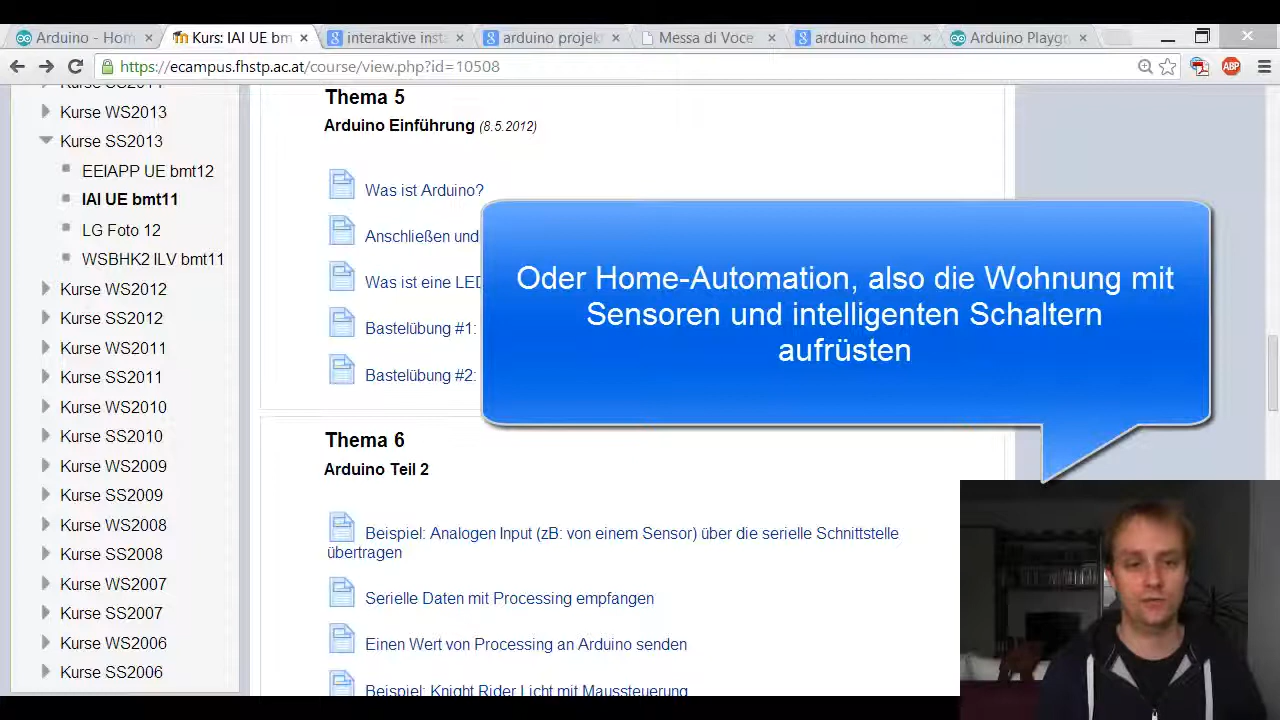 Arduino - Hom
Kurs: IAI UE bm
interaktive inst
arduino projek
Messa di Voce
arduino home
Arduino Playgr
https://ecampus.fhstp.ac.at/course/view.php?id=10508
ABP
Kurse WS2013
Kurse SS2013
EEIAPP UE bmt12
IAI UE bmt11
LG Foto 12
WSBHK2 ILV bmt11
Kurse WS2012
Kurse SS2012
Kurse WS2011
Kurse SS2011
Kurse WS2010
Kurse SS2010
Kurse WS2009
Kurse SS2009
Kurse WS2008
Kurse SS2008
Kurse WS2007
Kurse SS2007
Kurse WS2006
Kurse SS2006
Thema 5
Arduino Einführung (8.5.2012)
Was ist Arduino?
Anschließen und
Was ist eine LED
Bastelübung #1:
Bastelübung #2:
Oder Home-Automation, also die Wohnung mit
Sensoren und intelligenten Schaltern
aufrüsten
Thema 6
Arduino Teil 2
Beispiel: Analogen Input (zB: von einem Sensor) über die serielle Schnittstelle
übertragen
Serielle Daten mit Processing empfangen
Einen Wert von Processing an Arduino senden
Beispiel: Knight Rider Licht mit Maussteuerung